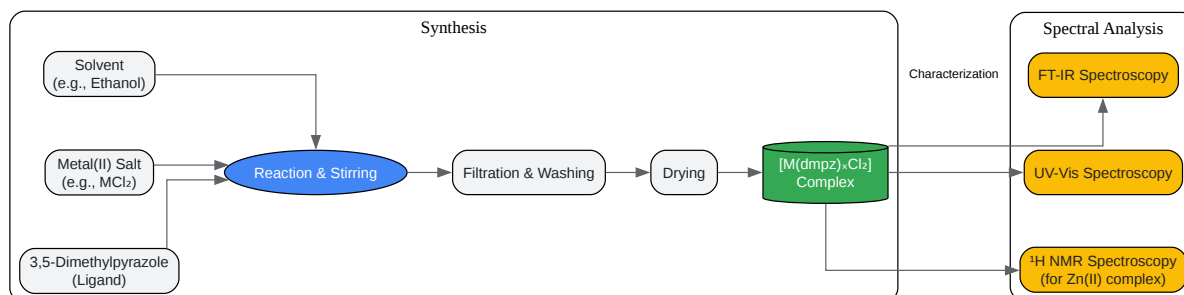 Synthesis
Spectral Analysis
Solvent
(e.g., Ethanol)
Characterization
FT-IR Spectroscopy
Metal(II) Salt
(e.g., MCl₂)
Reaction & Stirring
Filtration & Washing
Drying
[M(dmpz)ₓCl₂]
Complex
UV-Vis Spectroscopy
3,5-Dimethylpyrazole
(Ligand)
¹H NMR Spectroscopy
(for Zn(II) complex)